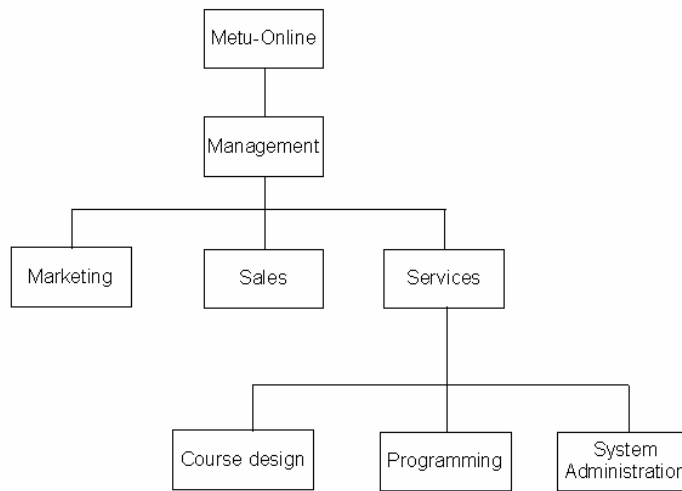 Metu-Online
Management
Marketing
Sales
Services
Course design
Programming
System
Administration